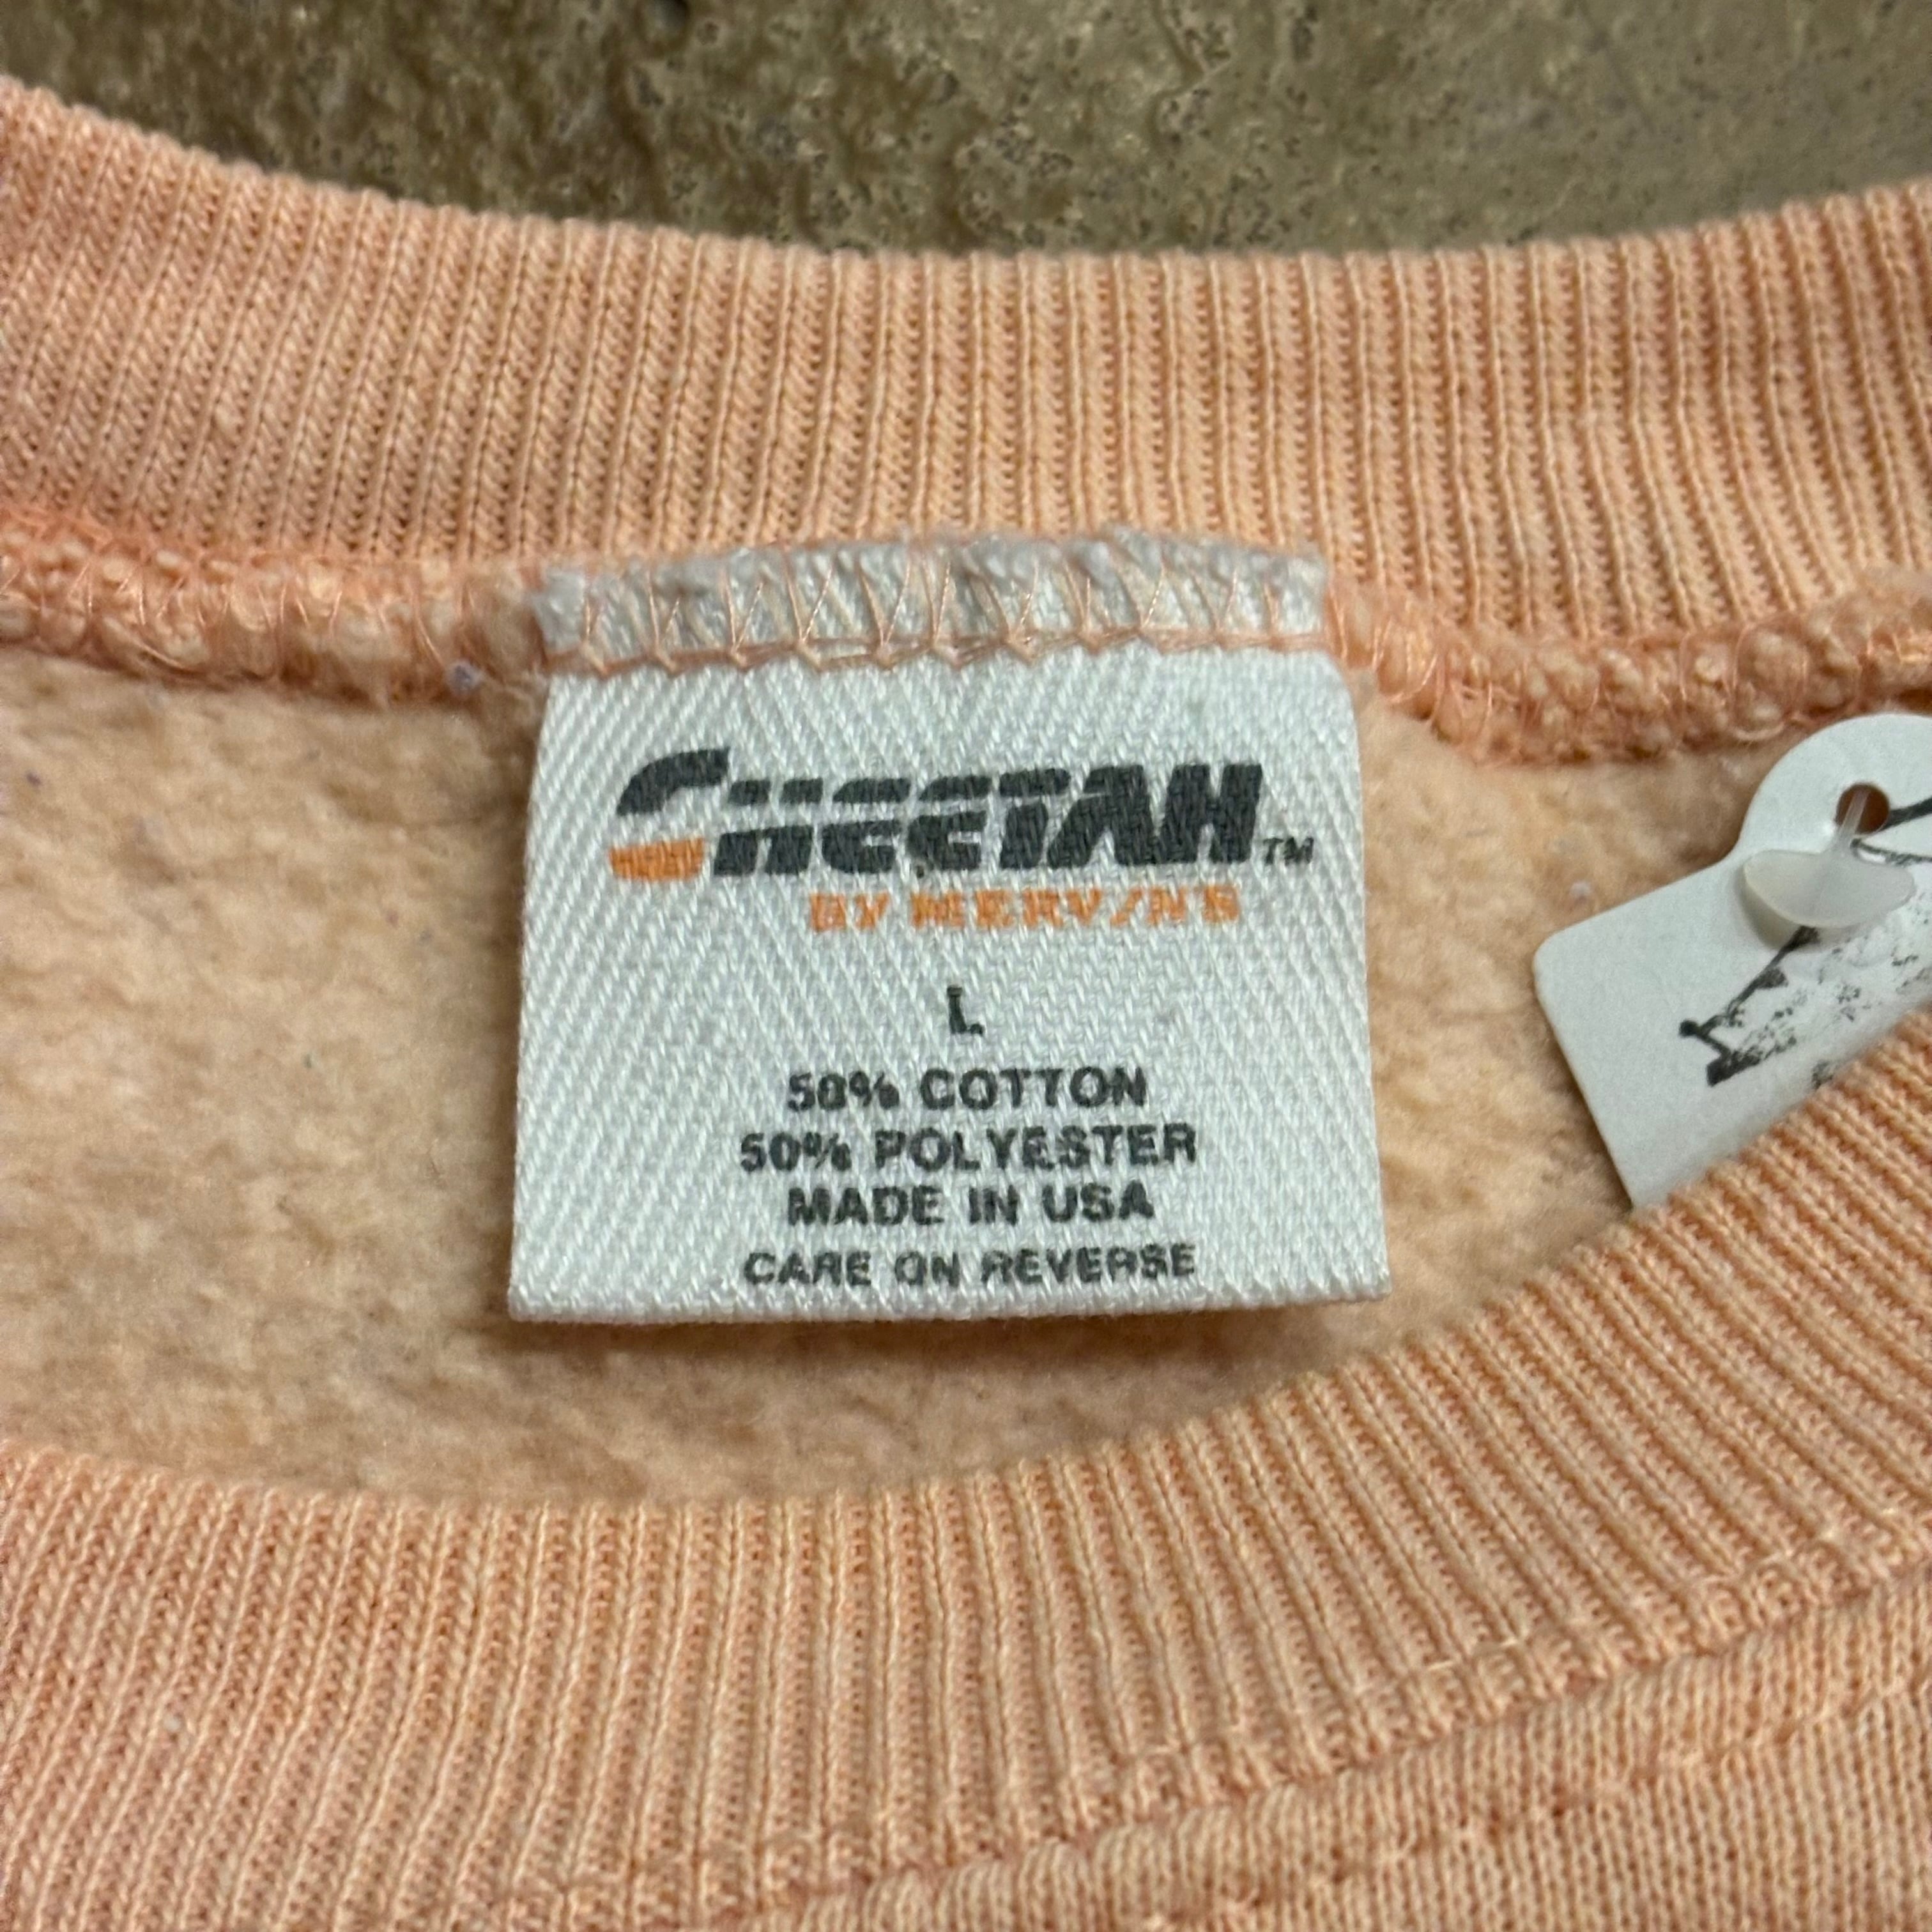 CHEETAH™
BY MERVYN'S
L
50% COTTON
50% POLYESTER
MADE IN USA
CARE ON REVERSE